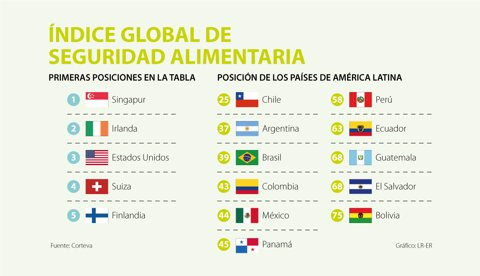 ÍNDICE GLOBAL DE
SEGURIDAD ALIMENTARIA
PRIMERAS POSICIONES EN LA TABLA
1 Singapur
2 Irlanda
3 Estados Unidos
4 Suiza
5 Finlandia
POSICIÓN DE LOS PAÍSES DE AMÉRICA LATINA
25 Chile
37 Argentina
39 Brasil
43 Colombia
44 México
45 Panamá
58 Perú
63 Ecuador
68 Guatemala
68 El Salvador
75 Bolivia
Fuente: Corteva
Gráfico: LR-ER